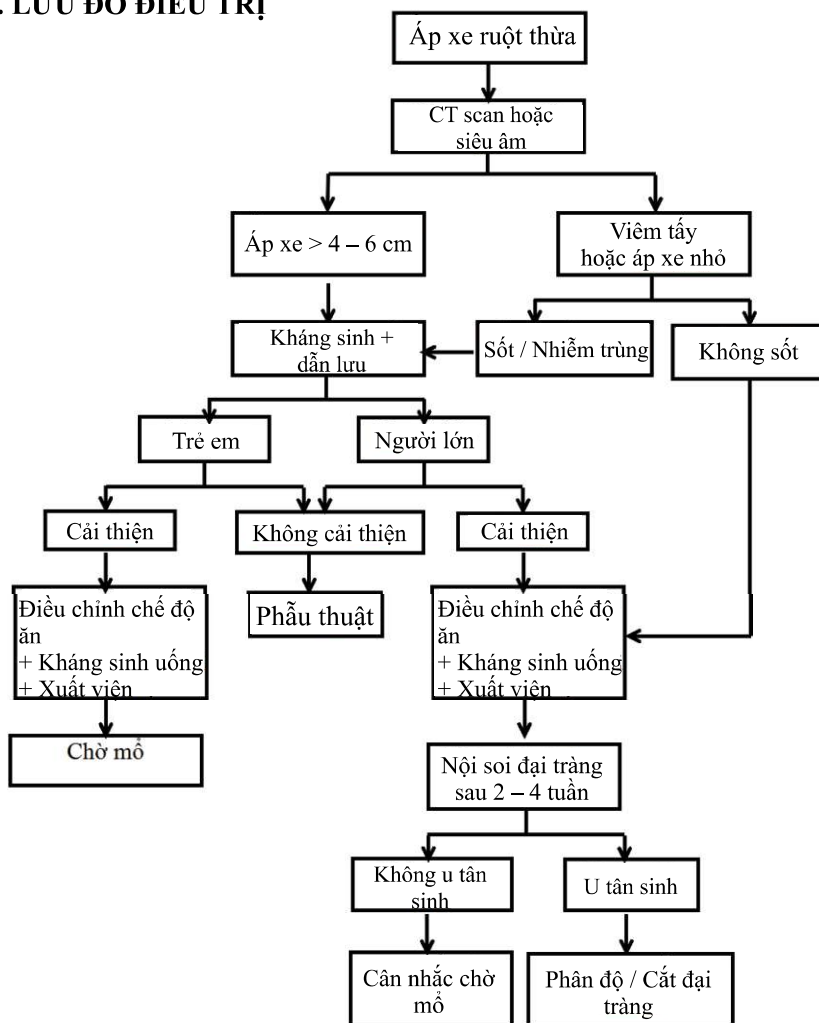 . LƯU ĐỒ ĐIỀU TRỊ
Áp xe ruột thừa
CT scan hoặc
siêu âm
Áp xe > 4 – 6 cm
Viêm tấy
hoặc áp xe nhỏ
Kháng sinh +
dẫn lưu
Sốt / Nhiễm trùng
Không sốt
Trẻ em
Người lớn
Cải thiện
Không cải thiện
Cải thiện
Điều chỉnh chế độ
ăn
+ Kháng sinh uống
+ Xuất viện
Phẫu thuật
Điều chỉnh chế độ
ăn
+ Kháng sinh uống
+ Xuất viện
Chờ mổ
Nội soi đại tràng
sau 2 – 4 tuần
Không u tân
sinh
U tân sinh
Cân nhắc chờ
mổ
Phân độ / Cắt đại
tràng